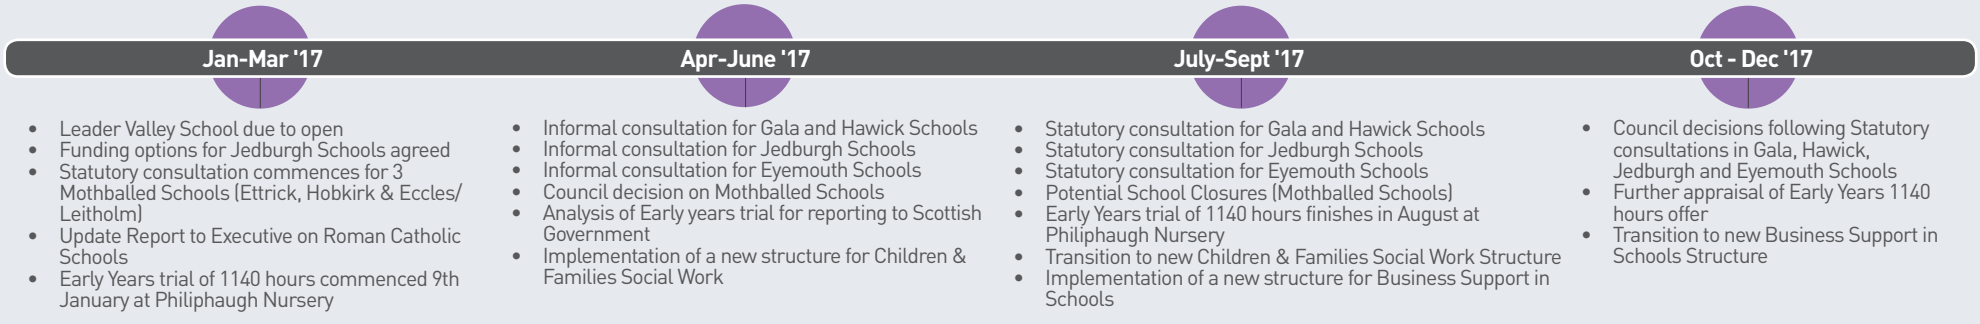 Jan-Mar '17
Apr-June '17
July-Sept '17
Oct - Dec '17
• Leader Valley School due to open
• Funding options for Jedburgh Schools agreed
• Statutory consultation commences for 3
Mothballed Schools (Ettrick, Hobkirk & Eccles/
Leitholm)
• Update Report to Executive on Roman Catholic
Schools
• Early Years trial of 1140 hours commenced 9th
January at Philiphaugh Nursery
• Informal consultation for Gala and Hawick Schools
• Informal consultation for Jedburgh Schools
• Informal consultation for Eyemouth Schools
• Council decision on Mothballed Schools
• Analysis of Early years trial for reporting to Scottish
Government
• Implementation of a new structure for Children &
Families Social Work
• Statutory consultation for Gala and Hawick Schools
• Statutory consultation for Jedburgh Schools
• Statutory consultation for Eyemouth Schools
• Potential School Closures (Mothballed Schools)
• Early Years trial of 1140 hours finishes in August at
Philiphaugh Nursery
• Transition to new Children & Families Social Work Structure
• Implementation of a new structure for Business Support in
Schools
• Council decisions following Statutory
consultations in Gala, Hawick,
Jedburgh and Eyemouth Schools
• Further appraisal of Early Years 1140
hours offer
• Transition to new Business Support in
Schools Structure